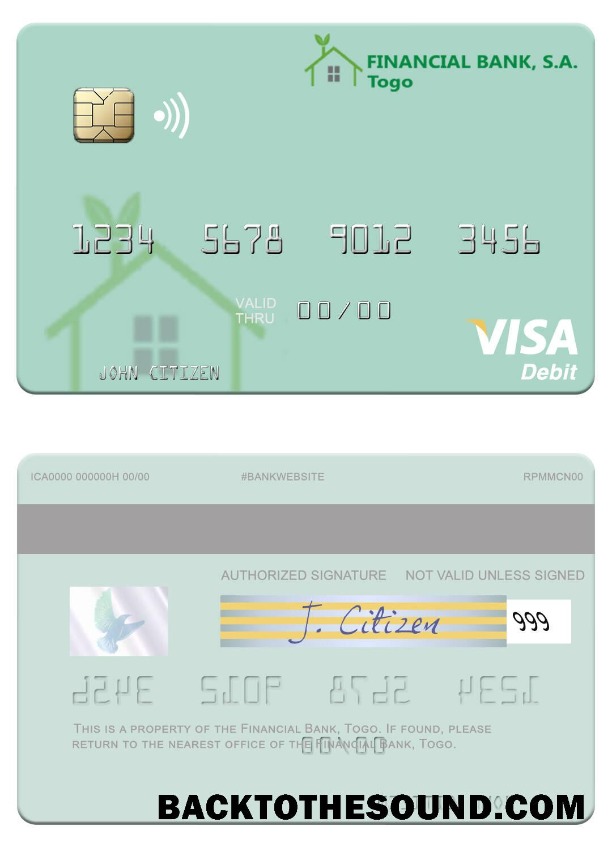 FINANCIAL BANK, S.A.
Togo
1234 5678 9012 3456
VALID
THRU 00/00
JOHN CITIZEN
VISA
Debit
ICA0000 000000H 00/00 #BANKWEBSITE RPMMCN00
AUTHORIZED SIGNATURE NOT VALID UNLESS SIGNED
J. Citizen 999
THIS IS A PROPERTY OF THE FINANCIAL BANK, TOGO. IF FOUND, PLEASE
RETURN TO THE NEAREST OFFICE OF THE FINANCIAL BANK, TOGO.
BACKTOTHESOUND.COM